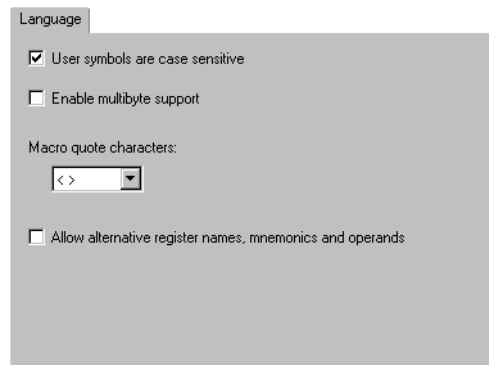 Language
User symbols are case sensitive
Enable multibyte support
Macro quote characters:
< >
Allow alternative register names, mnemonics and operands